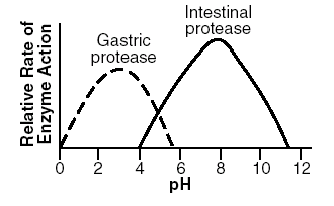 Relative Rate of
Enzyme Action
Gastric
protease
Intestinal
protease
0 2 4 6 8 10 12
pH